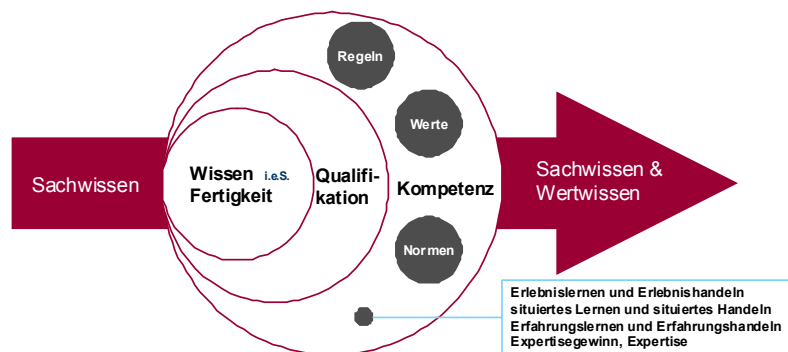 Regeln
Werte
Sachwissen
Wissen i.e.S.
Fertigkeit
Qualifi-
kation
Kompetenz
Sachwissen &
Wertwissen
Normen
Erlebnislernen und Erlebnishandeln
situiertes Lernen und situiertes Handeln
Erfahrungslernen und Erfahrungshandeln
Expertisegewinn, Expertise